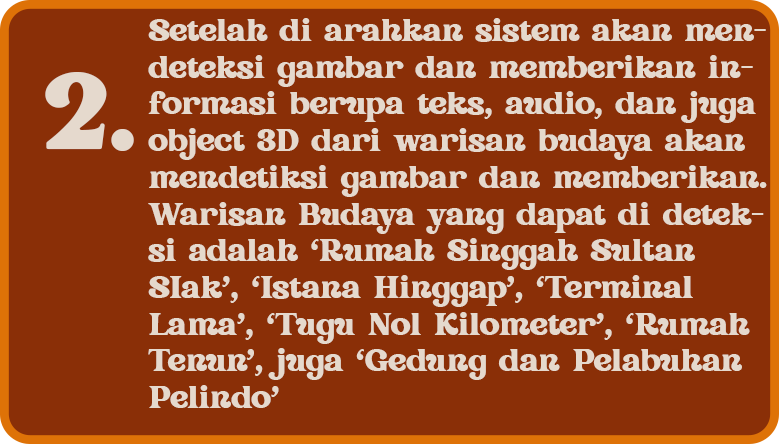 2.
Setelah di arahkan sistem akan men-
deteksi gambar dan memberikan in-
formasi berupa teks, audio, dan juga
object 3D dari warisan budaya akan
mendetiksi gambar dan memberikan.
Warisan Budaya yang dapat di detek-
si adalah ‘Rumah Singgah Sultan
SIak’, ‘Istana Hinggap’, ‘Terminal
Lama’, ‘Tugu Nol Kilometer’, ‘Rumah
Tenun’, juga ‘Gedung dan Pelabuhan
Pelindo’